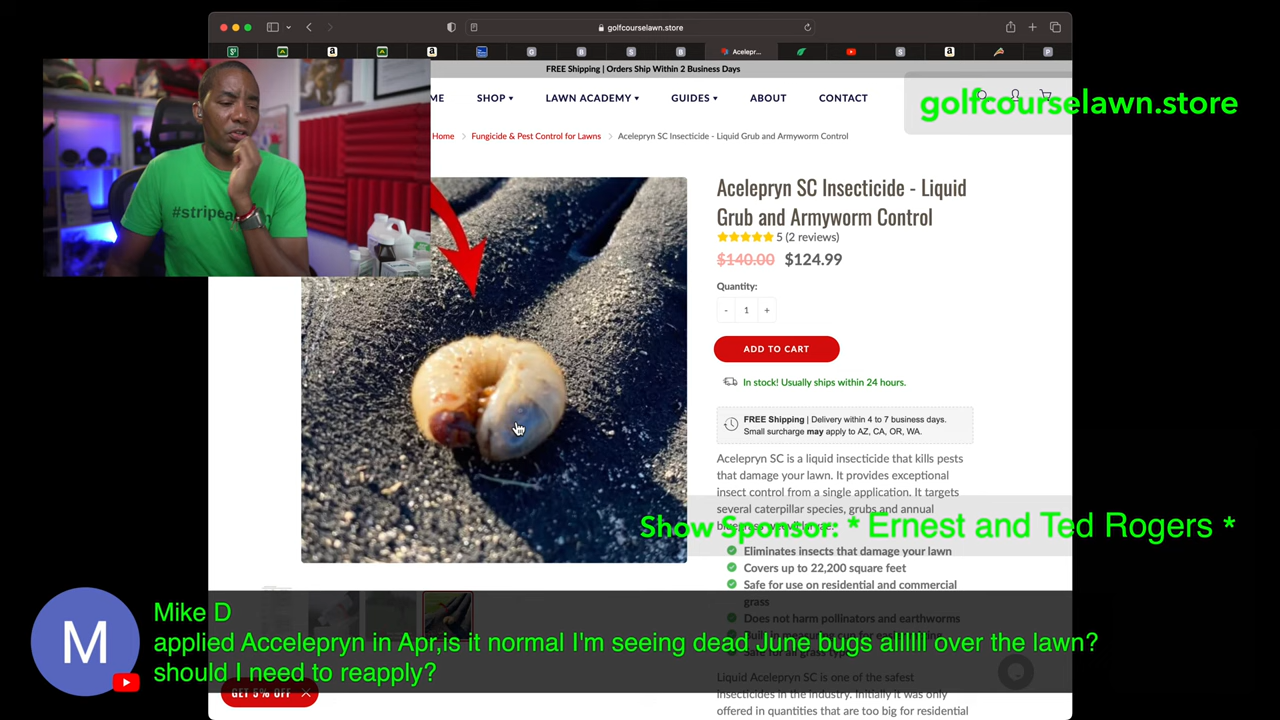 golfcourselawn.store
Acelepr...
FREE Shipping | Orders Ship Within 2 Business Days
ME
SHOP
LAWN ACADEMY
GUIDES
ABOUT
CONTACT
golfcourselawn.store
Home
Fungicide & Pest Control for Lawns
Acelepryn SC Insecticide - Liquid Grub and Armyworm Control
#stripe
Acelepryn SC Insecticide - Liquid
Grub and Armyworm Control
5 (2 reviews)
$140.00 $124.99
Quantity:
- 1 +
ADD TO CART
In stock! Usually ships within 24 hours.
FREE Shipping | Delivery within 4 to 7 business days.
Small surcharge may apply to AZ, CA, OR, WA.
Acelepryn SC is a liquid insecticide that kills pests
that damage your lawn. It provides exceptional
insect control from a single application. It targets
several caterpillar species, grubs and annual
Show Sponsor: * Ernest and Ted Rogers *
Eliminates insects that damage your lawn
Covers up to 22,200 square feet
Safe for use on residential and commercial
grass
Does not harm pollinators and earthworms
M
Mike D
applied Accelepryn in Apr,is it normal I'm seeing dead June bugs allllll over the lawn?
should I need to reapply?
GET 5% OFF
Liquid Acelepryn SC is one of the safest
insecticides in the industry. Initially it was only
offered in quantities that are too big for residential